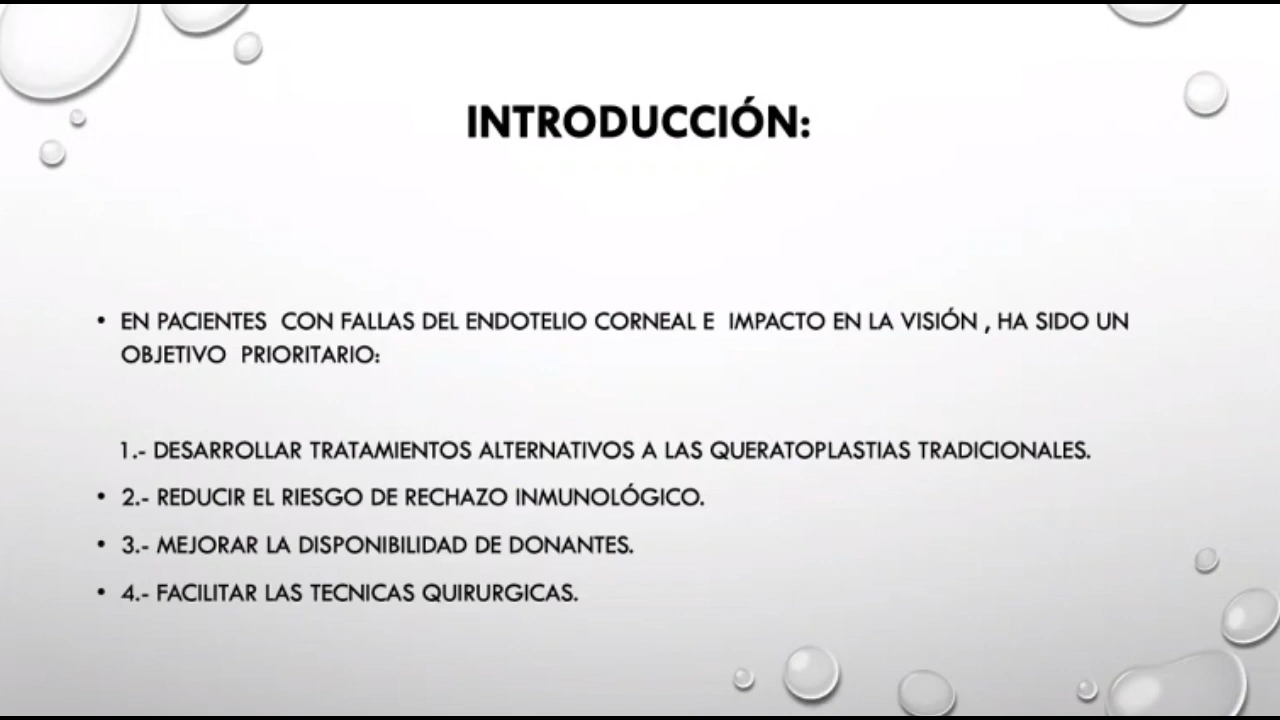 INTRODUCCIÓN:
• EN PACIENTES CON FALLAS DEL ENDOTELIO CORNEAL E IMPACTO EN LA VISIÓN , HA SIDO UN
OBJETIVO PRIORITARIO:
1.- DESARROLLAR TRATAMIENTOS ALTERNATIVOS A LAS QUERATOPLASTIAS TRADICIONALES.
• 2.- REDUCIR EL RIESGO DE RECHAZO INMUNOLÓGICO.
• 3.- MEJORAR LA DISPONIBILIDAD DE DONANTES.
• 4.- FACILITAR LAS TECNICAS QUIRURGICAS.